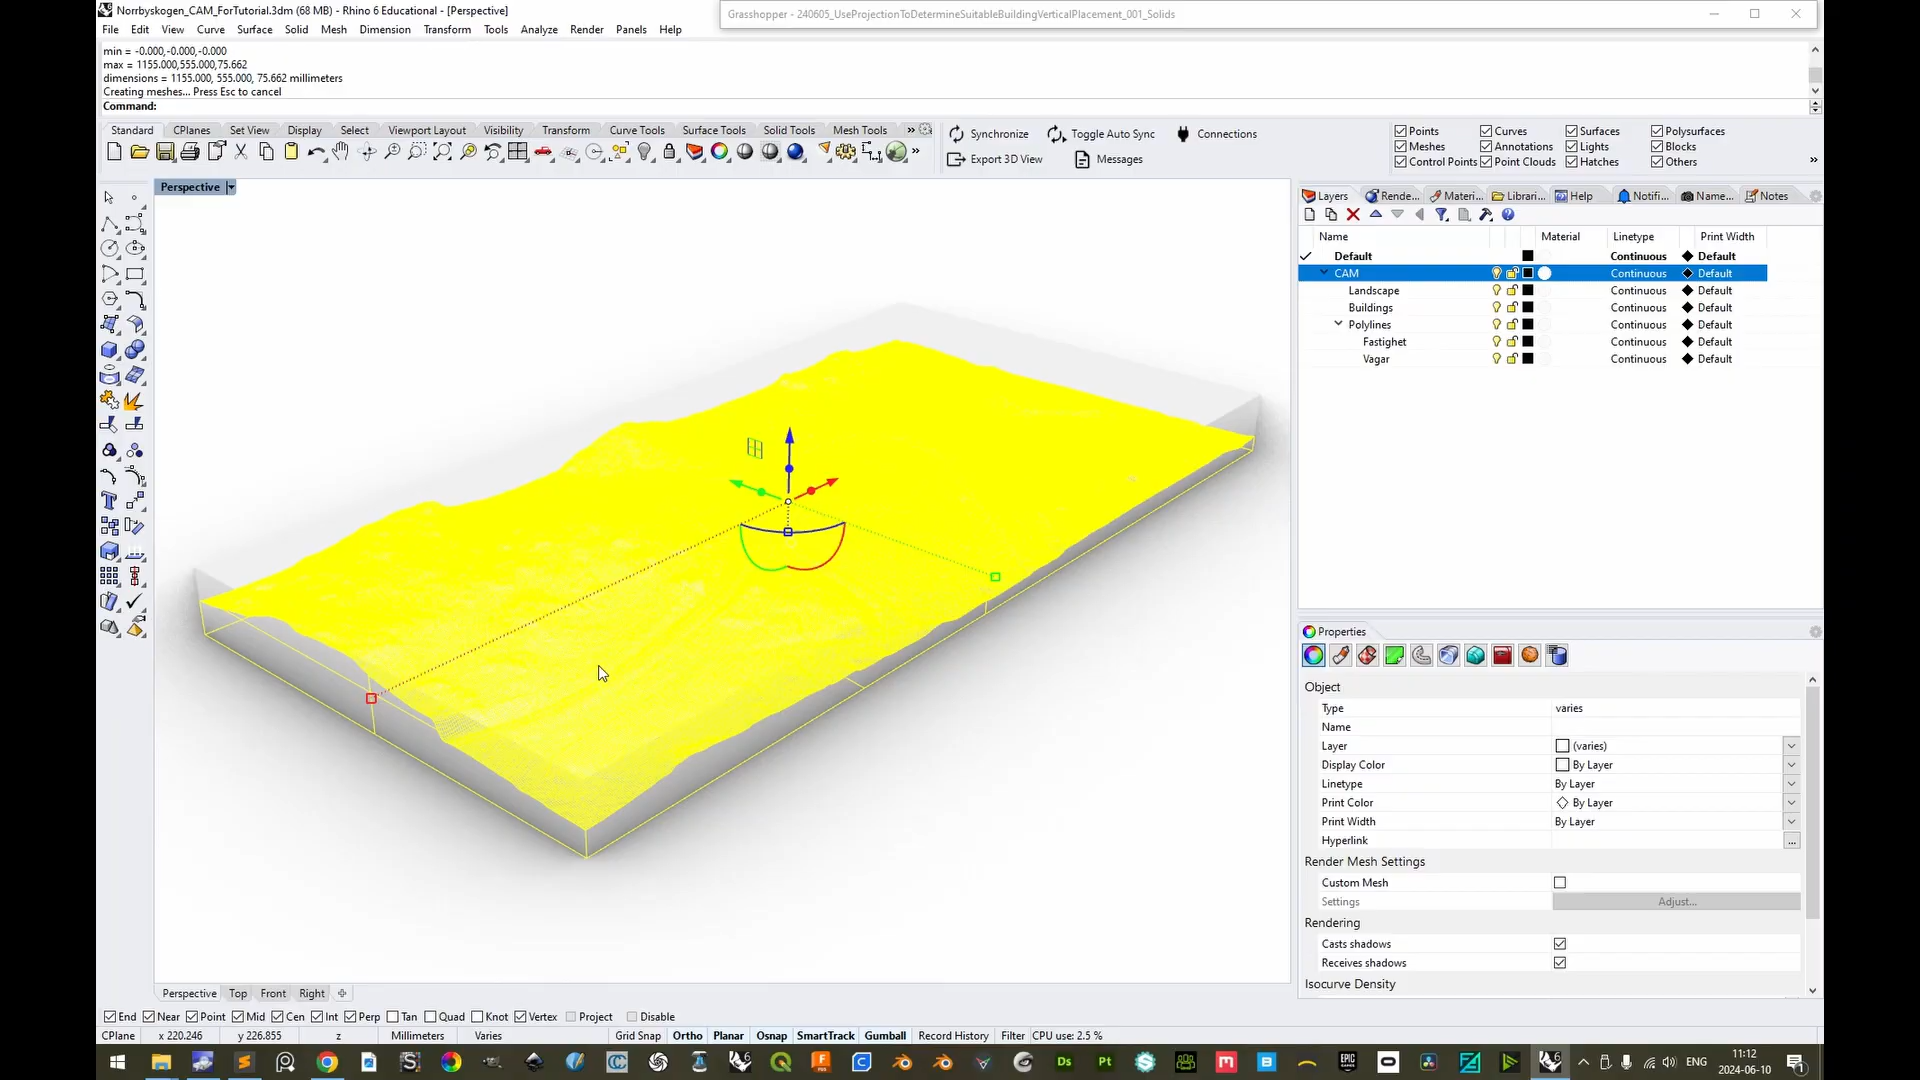 Norrbyskogen_CAM_ForTutorial.3dm (68 MB) - Rhino 6 Educational - [Perspective]
Grasshopper - 240605_UseProjectionToDetermineSuitableBuildingVerticalPlacement_001_Solids
File Edit View Curve Surface Solid Mesh Dimension Transform Tools Analyze Render Panels Help
min = -0.000,-0.000,-0.000
max = 1155.000,555.000,75.662
dimensions = 1155.000, 555.000, 75.662 millimeters
Creating meshes... Press Esc to cancel
Command:
Standard CPlanes Set View Display Select Viewport Layout Visibility Transform Curve Tools Surface Tools Solid Tools Mesh Tools »
Synchronize Toggle Auto Sync Connections
Export 3D View Messages
Points Curves Surfaces Polysurfaces
Meshes Annotations Lights Blocks
Control Points Point Clouds Hatches Others
Perspective
Layers Rende... Materi... Librari... Help Notifi... Name... Notes
Name Material Linetype Print Width
Default Continuous Default
CAM Continuous Default
Landscape Continuous Default
Buildings Continuous Default
Polylines Continuous Default
Fastighet Continuous Default
Vagar Continuous Default
Properties
Object
Type varies
Name
Layer (varies)
Display Color By Layer
Linetype By Layer
Print Color By Layer
Print Width By Layer
Hyperlink ...
Render Mesh Settings
Custom Mesh
Settings Adjust...
Rendering
Casts shadows
Receives shadows
Isocurve Density
Perspective Top Front Right
End Near Point Mid Cen Int Perp Tan Quad Knot Vertex Project Disable
CPlane x 220.246 y 226.855 z Millimeters Varies Grid Snap Ortho Planar Osnap SmartTrack Gumball Record History Filter CPU use: 2.5 %
ENG
11:12
2024-06-10